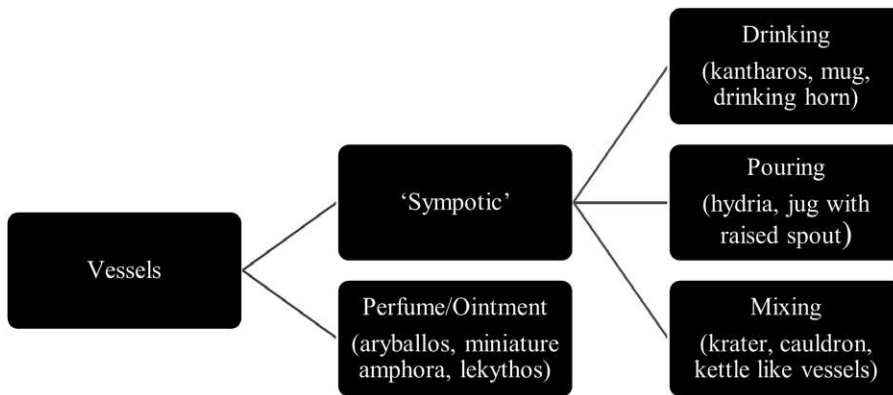 Vessels
‘Sympotic’
Perfume/Ointment
(aryballos, miniature
amphora, lekythos)
Drinking
(kantharos, mug,
drinking horn)
Pouring
(hydria, jug with
raised spout)
Mixing
(krater, cauldron,
kettle like vessels)